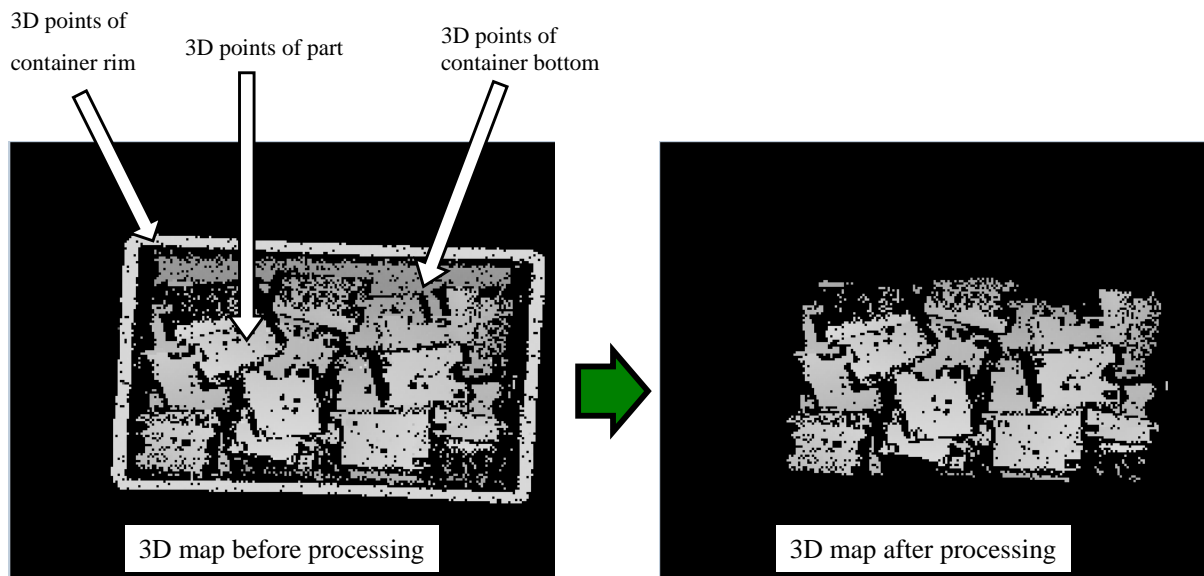 3D points of
container rim
3D points of part
3D points of
container bottom
3D map before processing
3D map after processing